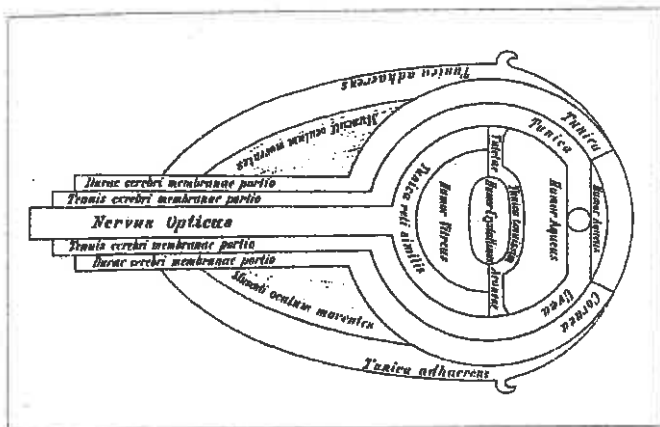 Tunica adhaerens
Musculi oculum moventes
Durae cerebri membranae portio
Tenuis cerebri membranae portio
Nervus Opticus
Tenuis cerebri membranae portio
Durae cerebri membranae portio
Musculi oculum moventes
Tunica adhaerens
Tunica reti similis
Humor Vitreus
Humor Crystallinus
Humor Aqueus
Tunica
Uvea
Tunica
Cornea
Humor Aqueus